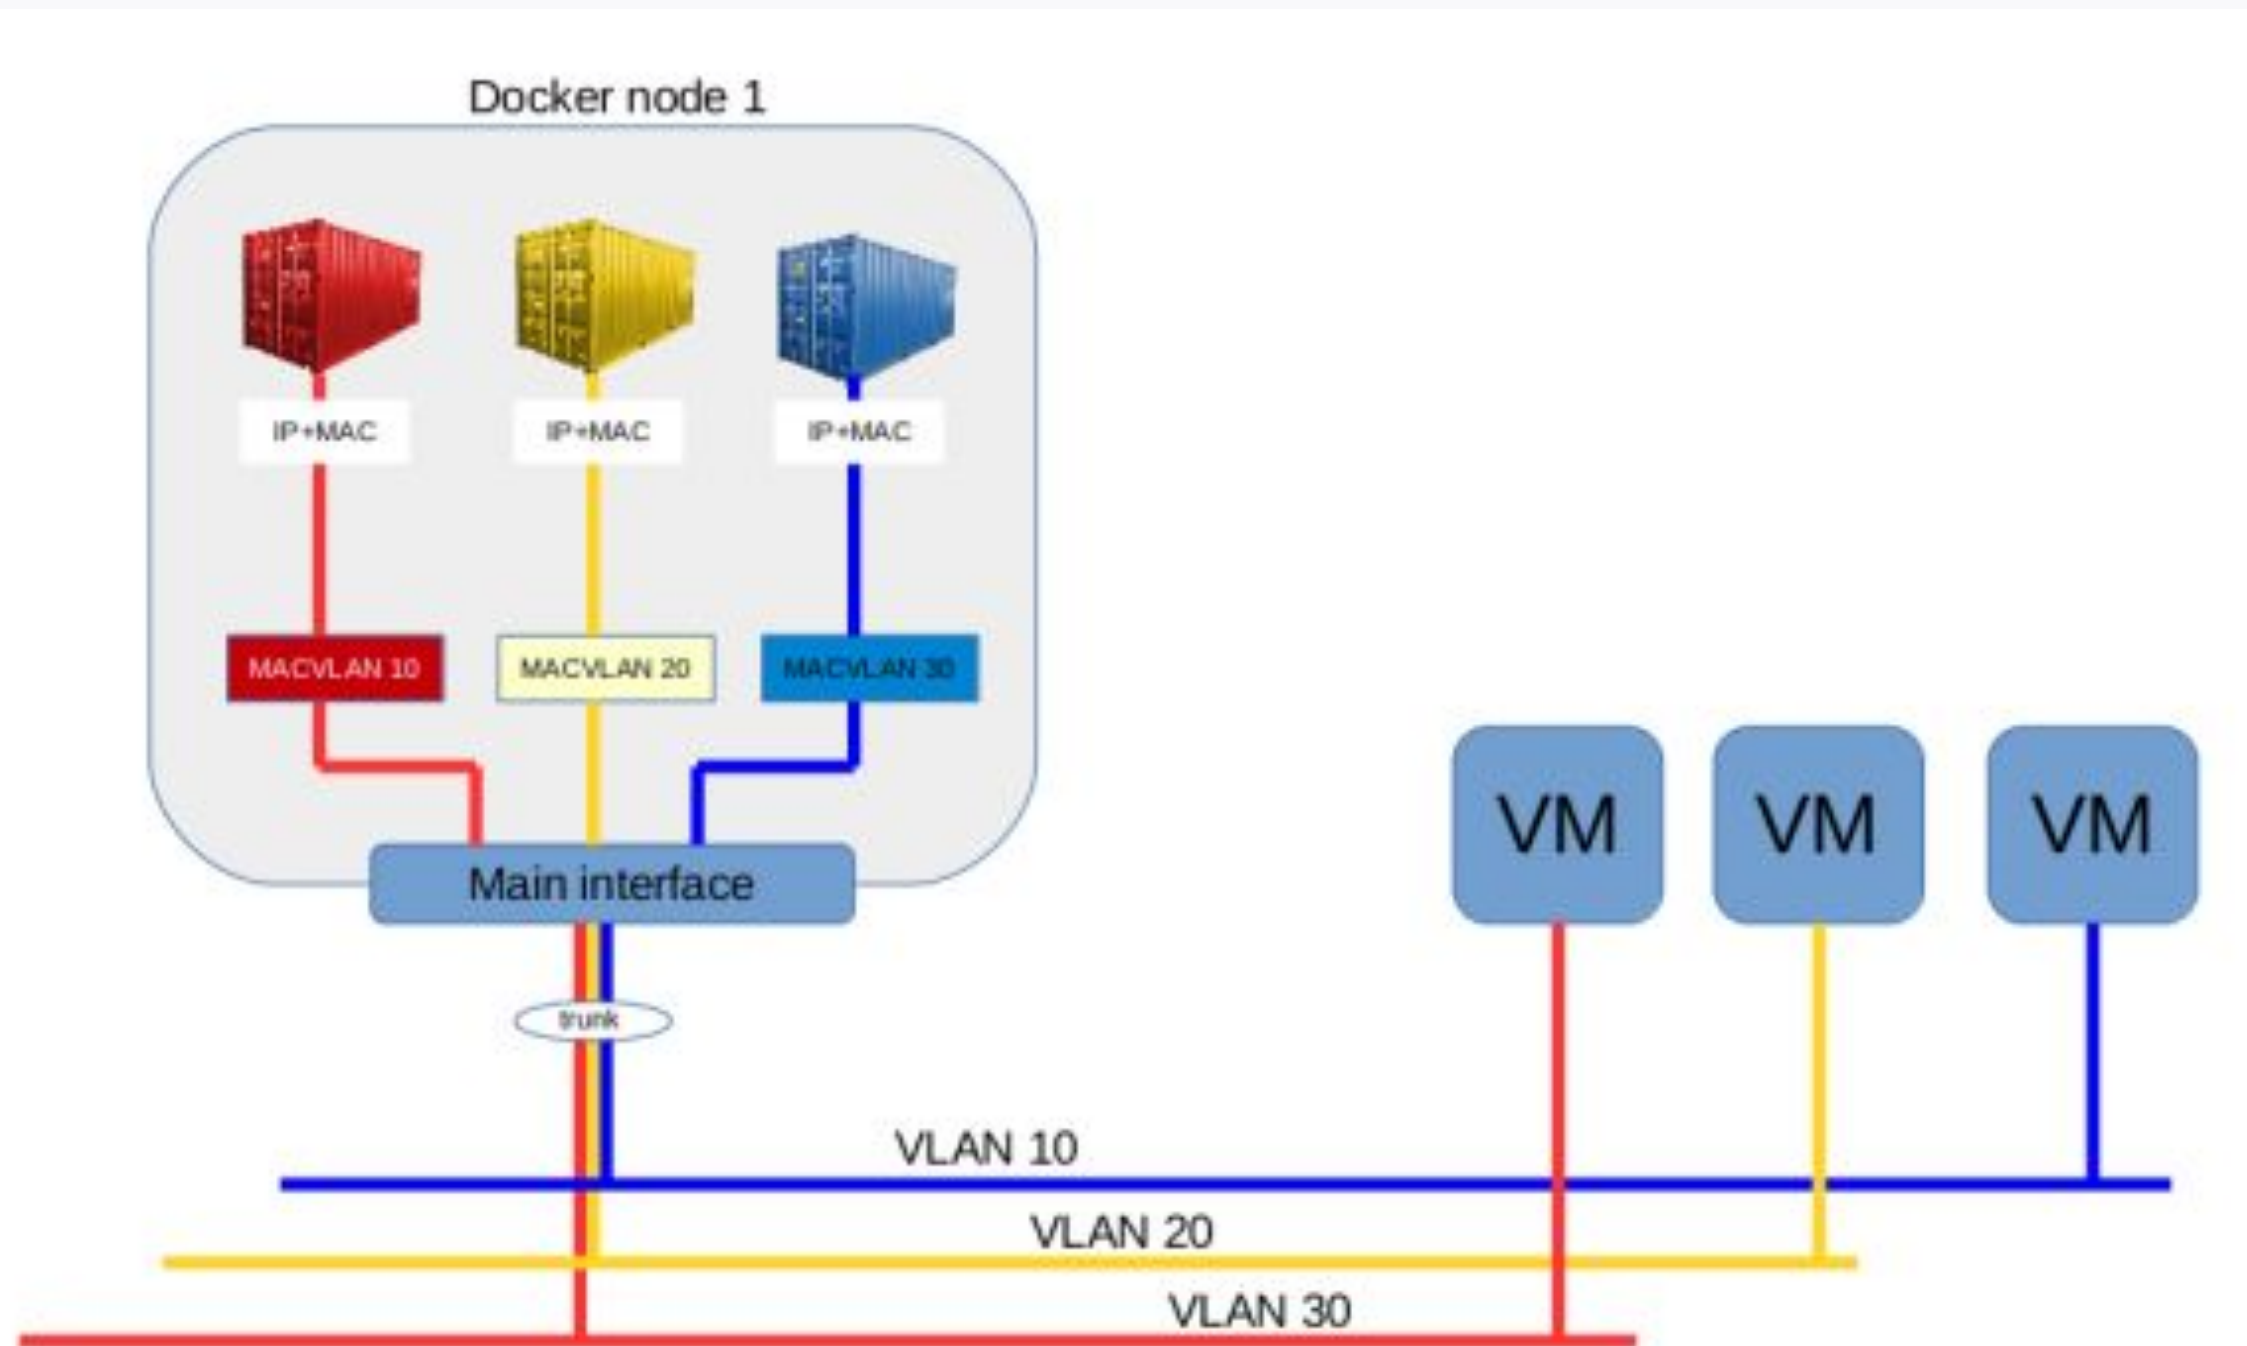 Docker node 1
IP+MAC
IP+MAC
IP+MAC
MACVLAN 10
MACVLAN 20
MACVLAN 30
VM
VM
VM
Main interface
trunk
VLAN 10
VLAN 20
VLAN 30